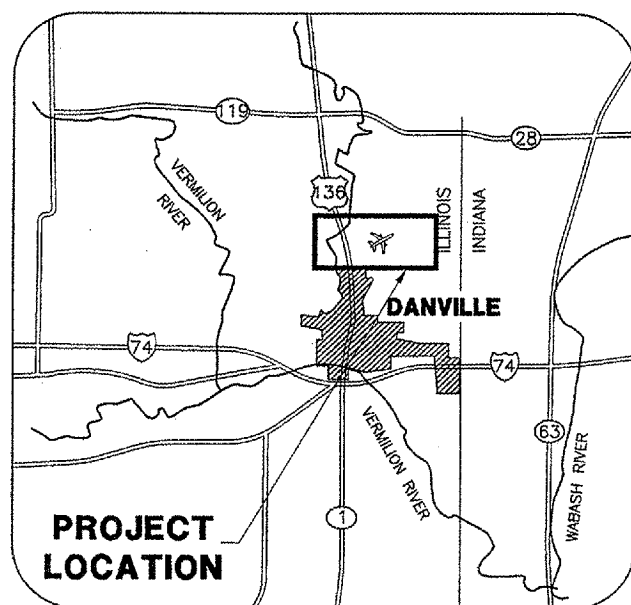 119
28
VERMILION
RIVER
136
ILLINOIS
INDIANA
DANVILLE
74
74
VERMILION RIVER
63
WABASH RIVER
PROJECT
LOCATION
1